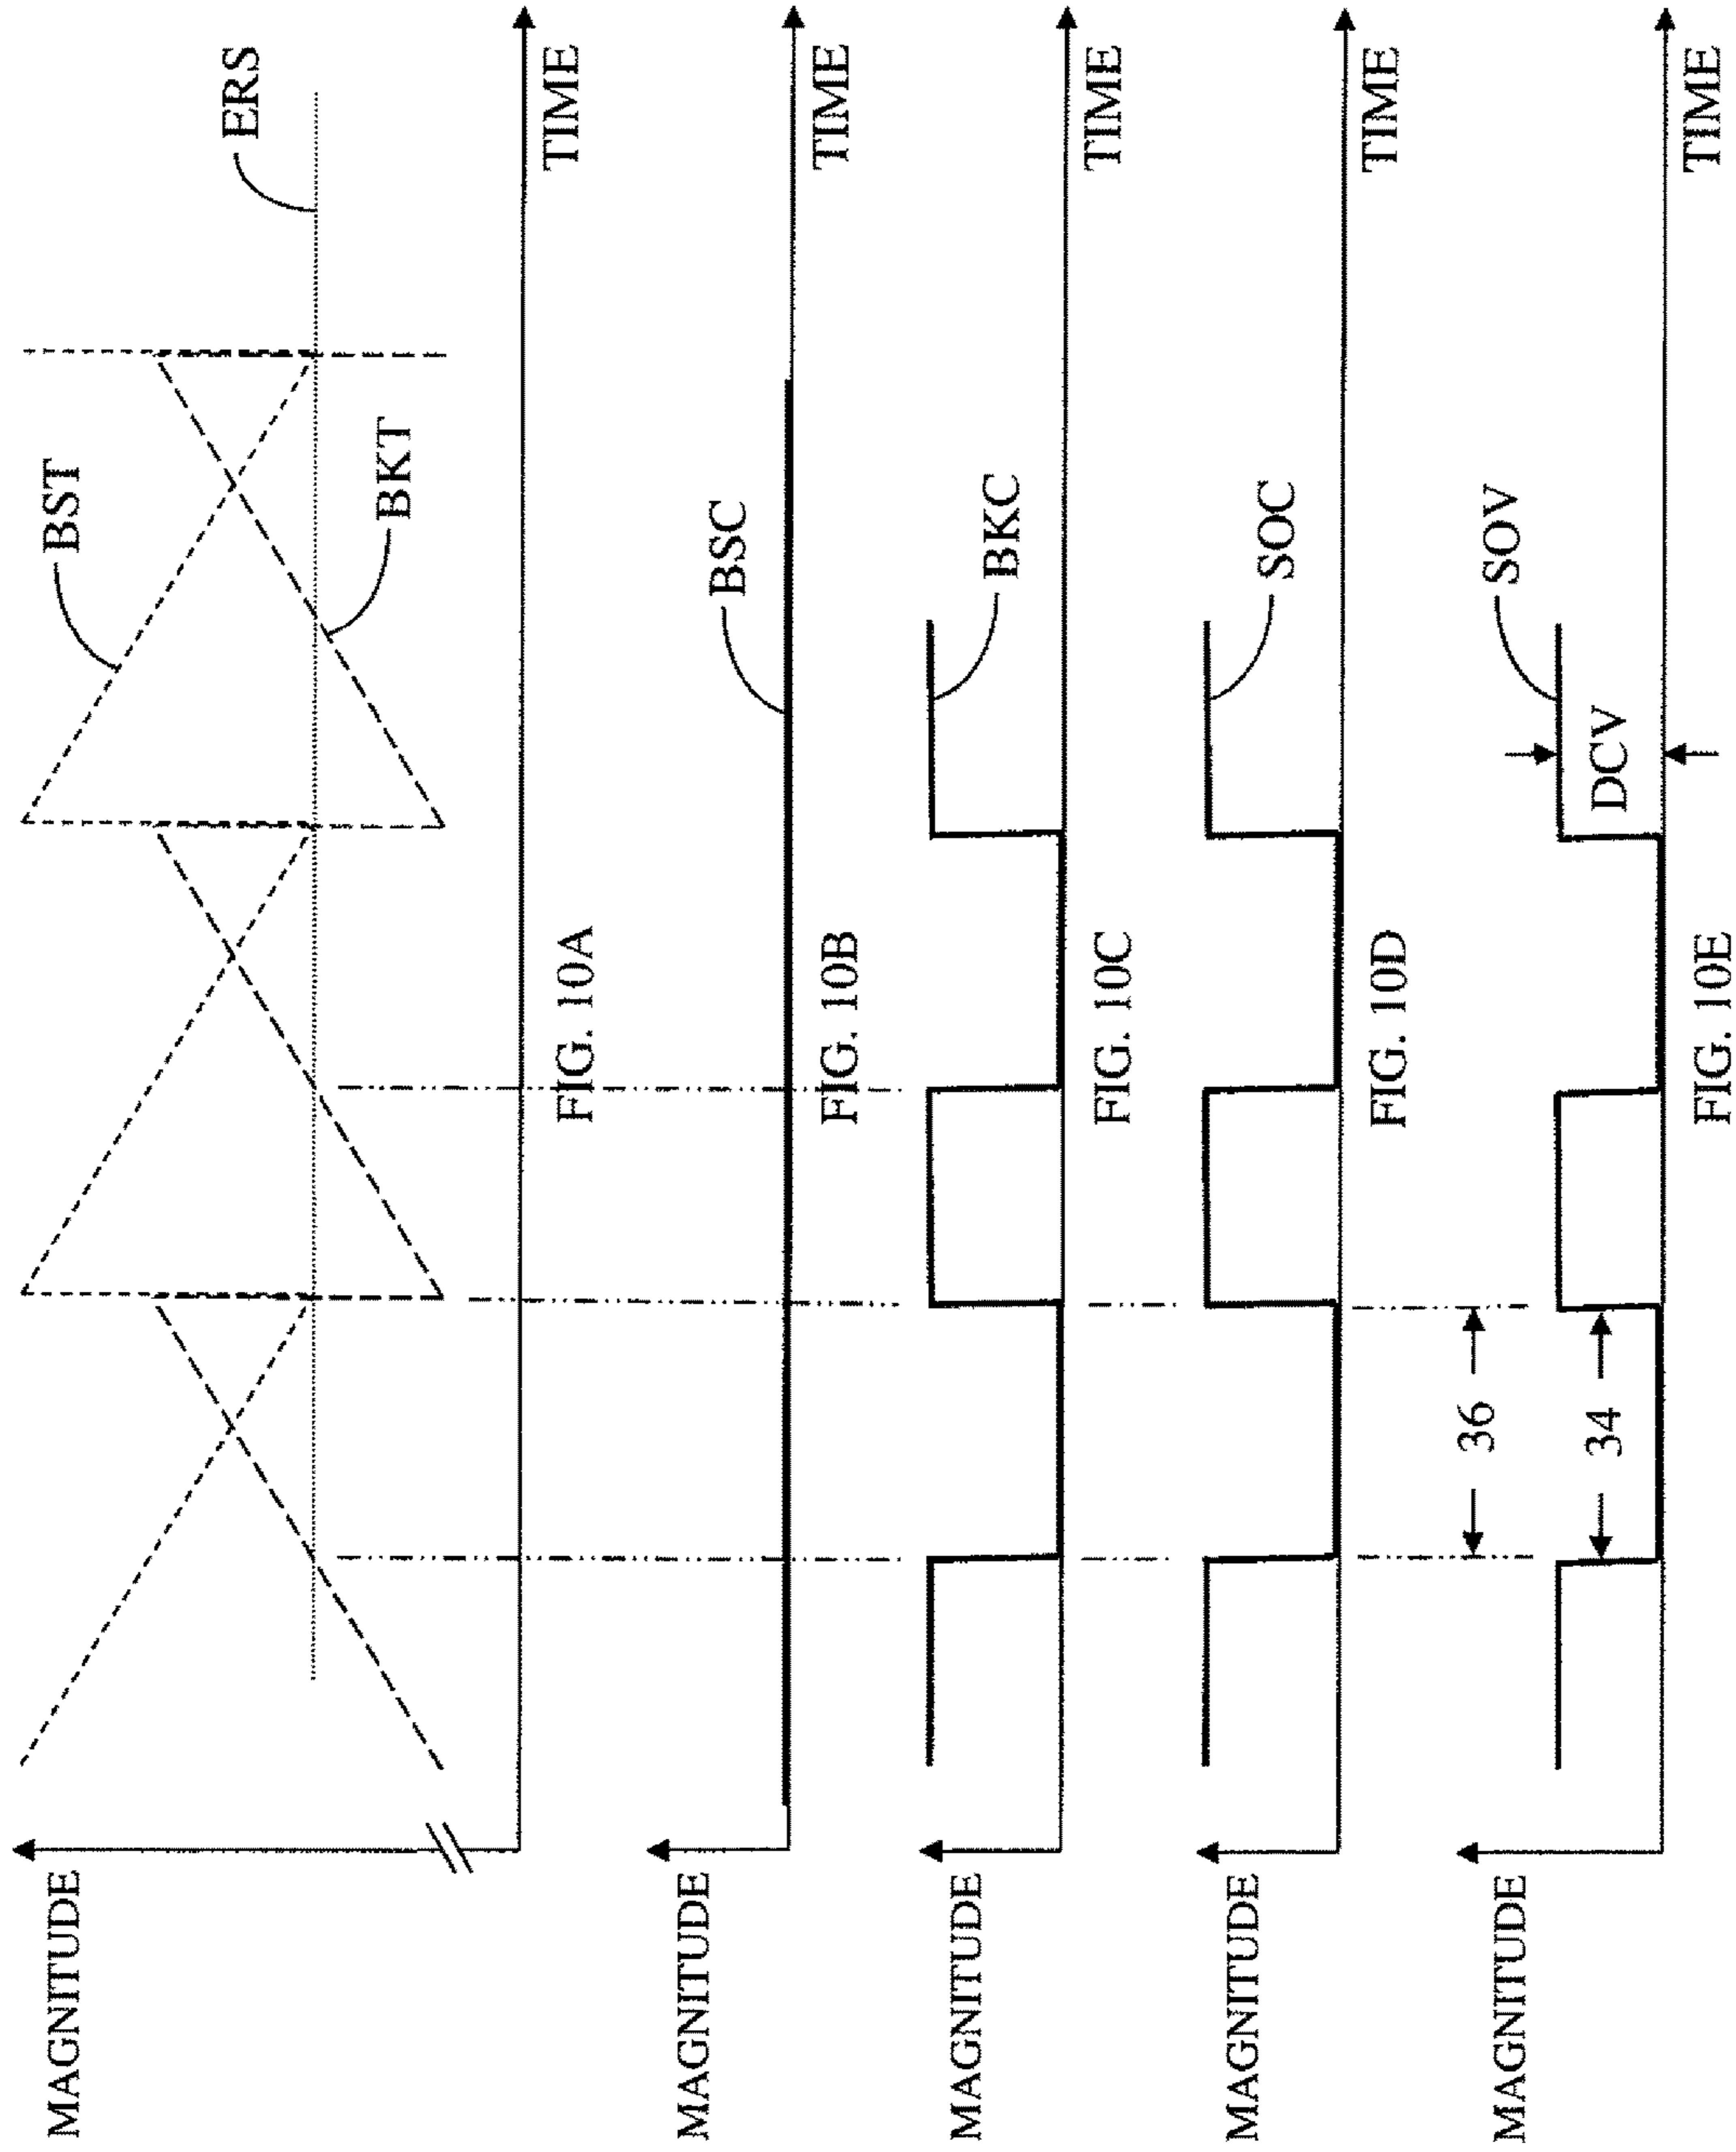 MAGNITUDE
BST
ERS
BKT
TIME
FIG. 10A
MAGNITUDE
BSC
TIME
FIG. 10B
MAGNITUDE
BKC
TIME
FIG. 10C
MAGNITUDE
SOC
TIME
FIG. 10D
MAGNITUDE
36
34
SOV
DCV
TIME
FIG. 10E